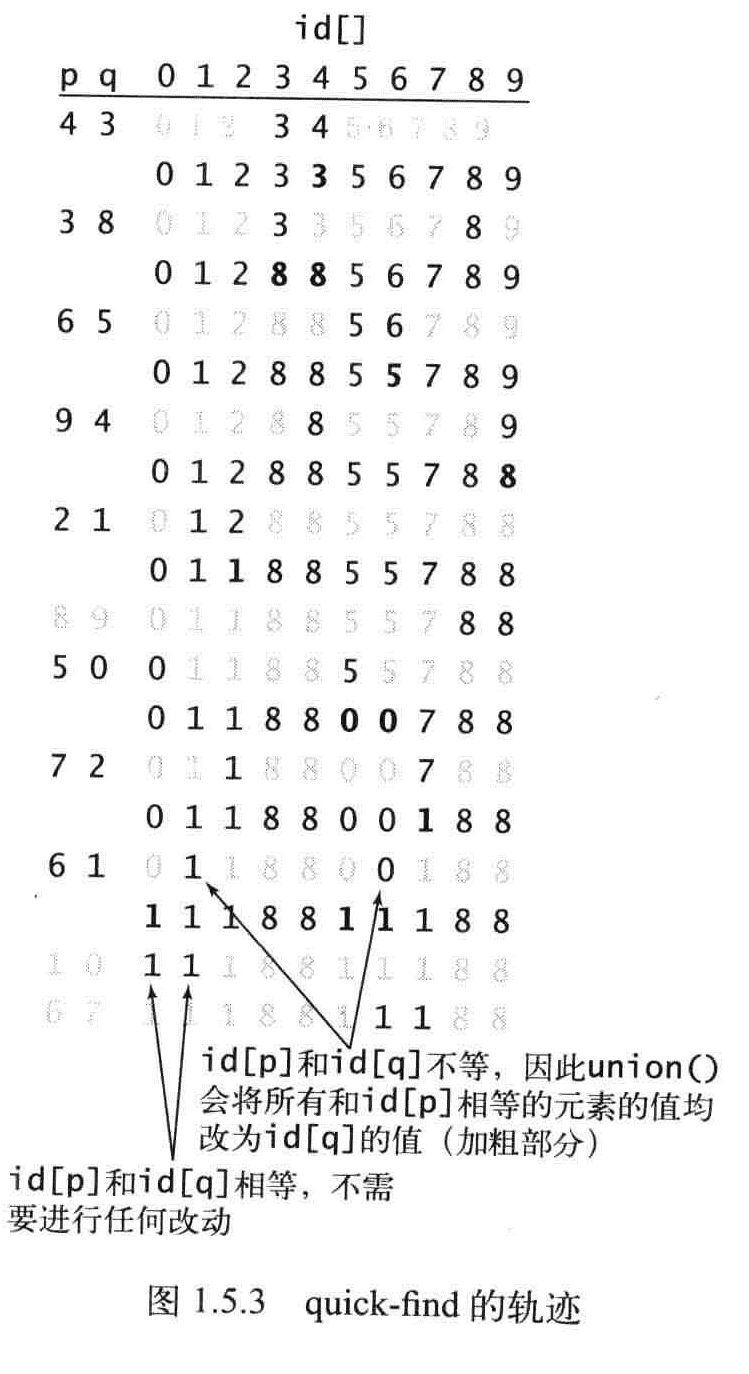 id[]
p q 0 1 2 3 4 5 6 7 8 9
4 3 0 1 2 3 4 5 6 7 8 9
0 1 2 3 3 5 6 7 8 9
3 8 0 1 2 3 3 5 6 7 8 9
0 1 2 8 8 5 6 7 8 9
6 5 0 1 2 8 8 5 6 7 8 9
0 1 2 8 8 5 5 7 8 9
9 4 0 1 2 8 8 5 5 7 8 9
0 1 2 8 8 5 5 7 8 8
2 1 0 1 2 8 8 5 5 7 8 8
0 1 1 8 8 5 5 7 8 8
8 9 0 1 1 8 8 5 5 7 8 8
5 0 0 1 1 8 8 5 5 7 8 8
0 1 1 8 8 0 0 7 8 8
7 2 0 1 1 8 8 0 0 7 8 8
0 1 1 8 8 0 0 1 8 8
6 1 0 1 1 8 8 0 0 1 8 8
1 1 1 8 8 1 1 1 8 8
1 0 1 1 1 8 8 1 1 1 8 8
6 7 1 1 1 8 8 1 1 1 8 8
id[p]和id[q]不等，因此union()
会将所有和id[p]相等的元素的值均
改为id[q]的值（加粗部分）
id[p]和id[q]相等，不需
要进行任何改动
图 1.5.3 quick-find 的轨迹